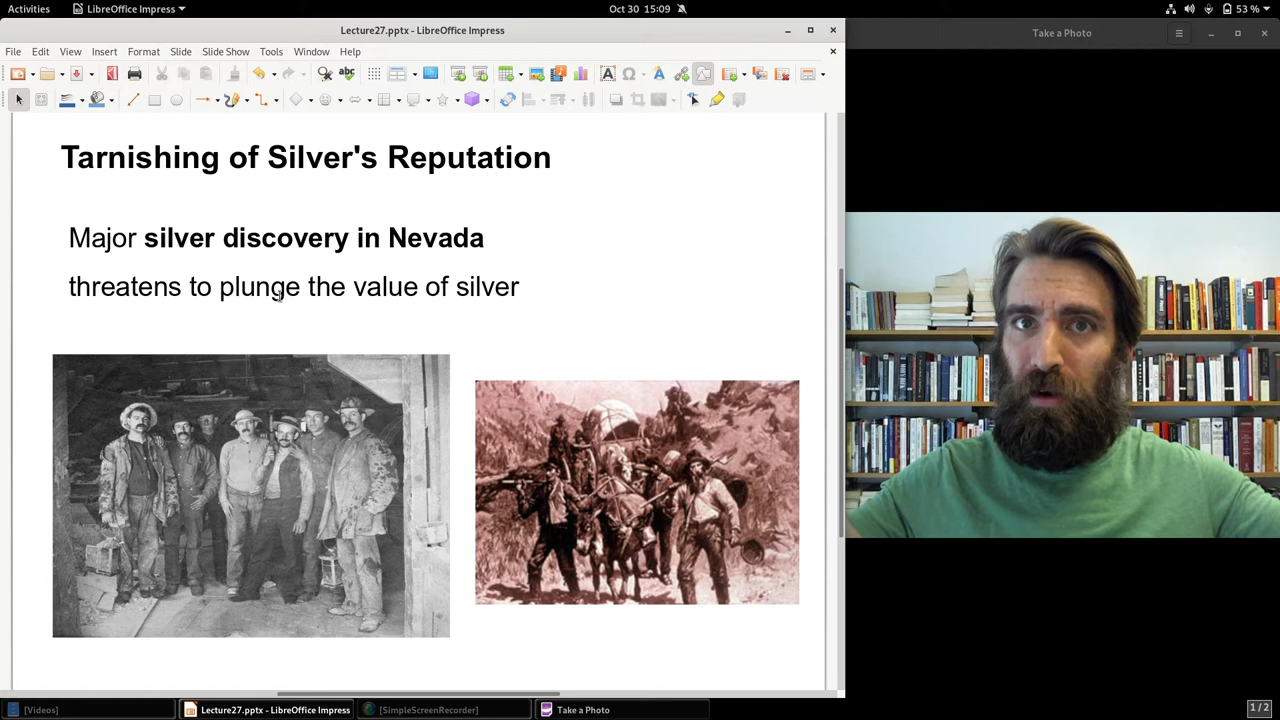 Activities
LibreOffice Impress
Oct 30 15:09
53 %
Lecture27.pptx - LibreOffice Impress
Take a Photo
File Edit View Insert Format Slide Slide Show Tools Window Help
abc
Tarnishing of Silver's Reputation
Major silver discovery in Nevada
threatens to plunge the value of silver
[Videos]
Lecture27.pptx - LibreOffice Impress
[SimpleScreenRecorder]
Take a Photo
1/2